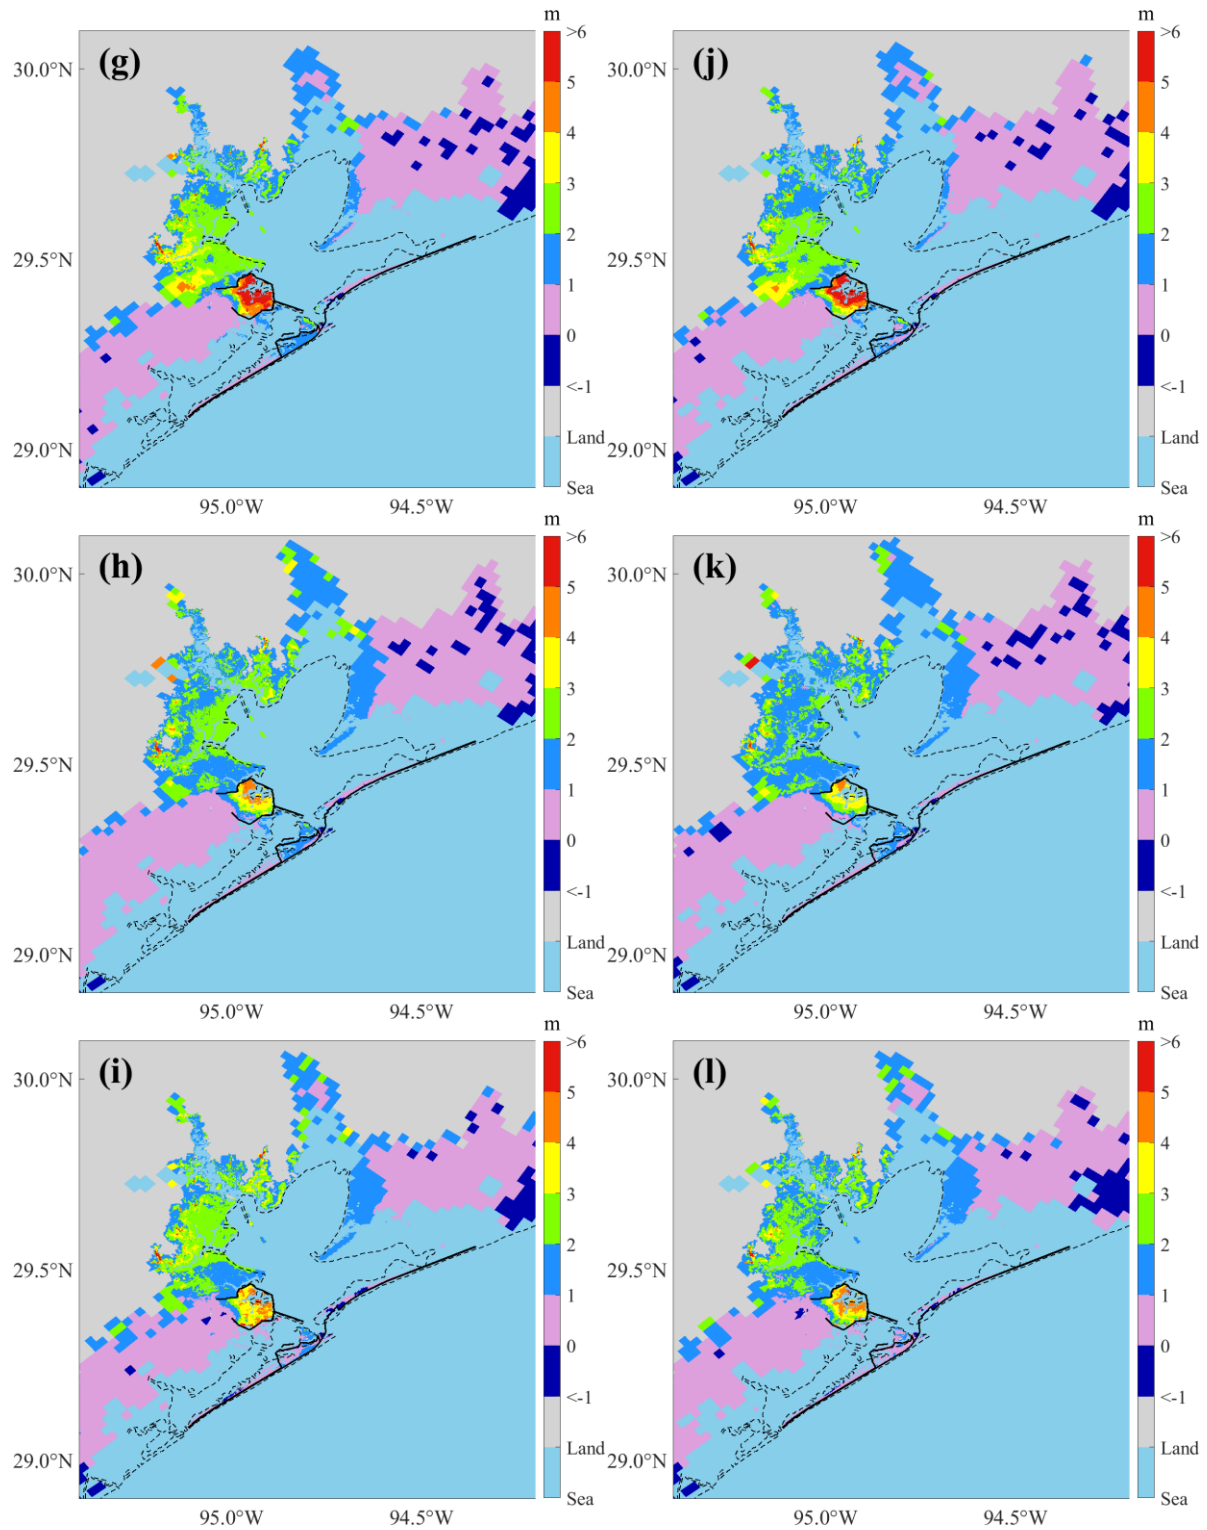 m
m
(g)
(j)
>6
5
4
3
2
1
0
<-1
Land
Sea
>6
5
4
3
2
1
0
<-1
Land
Sea
30.0°N
29.5°N
29.0°N
30.0°N
29.5°N
29.0°N
95.0°W
94.5°W
95.0°W
94.5°W
m
m
(h)
(k)
>6
5
4
3
2
1
0
<-1
Land
Sea
>6
5
4
3
2
1
0
<-1
Land
Sea
30.0°N
29.5°N
29.0°N
30.0°N
29.5°N
29.0°N
95.0°W
94.5°W
95.0°W
94.5°W
m
m
(i)
(l)
>6
5
4
3
2
1
0
<-1
Land
Sea
>6
5
4
3
2
1
0
<-1
Land
Sea
30.0°N
29.5°N
29.0°N
30.0°N
29.5°N
29.0°N
95.0°W
94.5°W
95.0°W
94.5°W